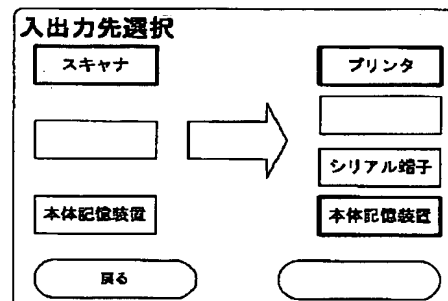 入出力先選択
スキャナ
プリンタ
シリアル端子
本体記憶装置
本体記憶装置
戻る